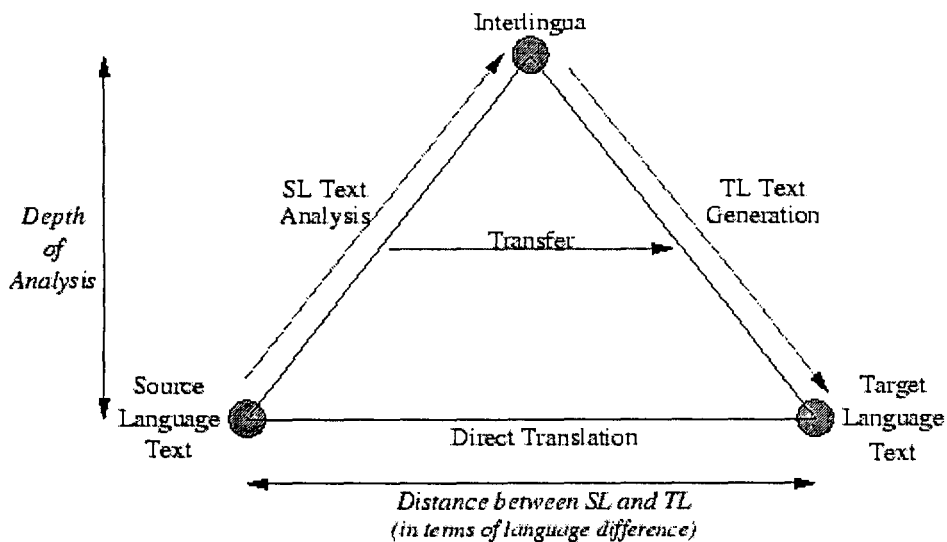 Interlingua
SL Text
Analysis
TL Text
Generation
Depth
of
Analysis
Transfer
Source
Language
Text
Target
Language
Text
Direct Translation
Distance between SL and TL
(in terms of language difference)